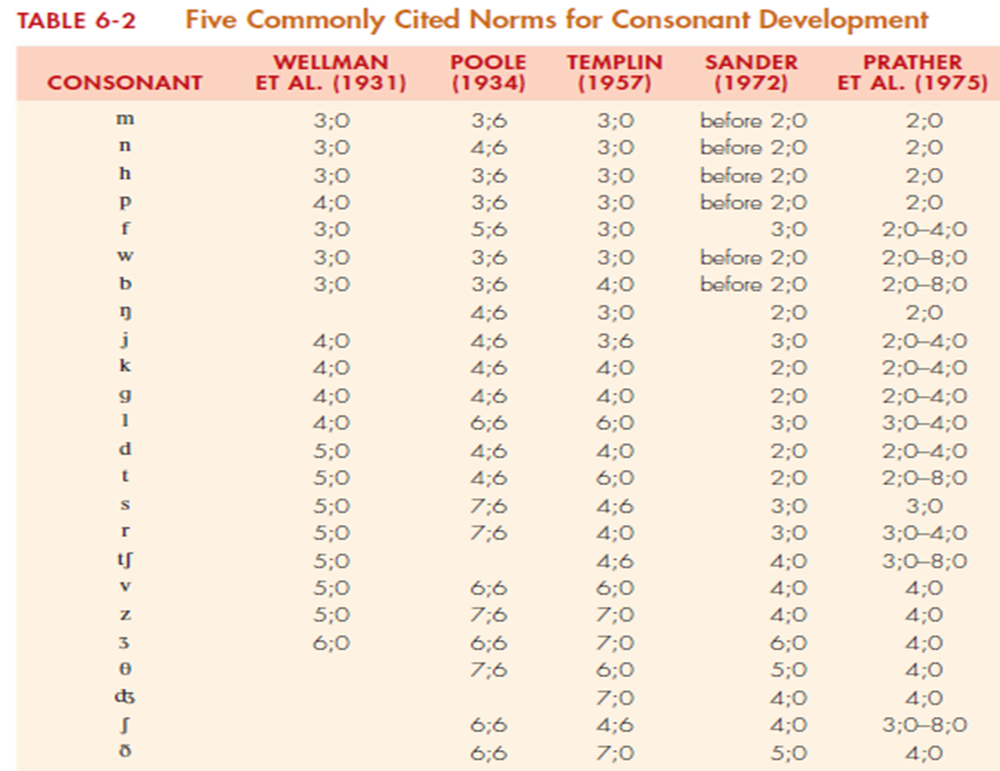 TABLE 6-2 Five Commonly Cited Norms for Consonant Development
WELLMAN POOLE TEMPLIN SANDER PRATHER
CONSONANT ET AL. (1931) (1934) (1957) (1972) ET AL. (1975)
m 3;0 3;6 3;0 before 2;0 2;0
n 3;0 4;6 3;0 before 2;0 2;0
h 3;0 3;6 3;0 before 2;0 2;0
p 4;0 3;6 3;0 before 2;0 2;0
f 3;0 5;6 3;0 3;0 2;0–4;0
w 3;0 3;6 3;0 before 2;0 2;0–8;0
b 3;0 3;6 4;0 before 2;0 2;0–8;0
ŋ 4;6 3;0 2;0 2;0
j 4;0 4;6 3;6 3;0 2;0–4;0
k 4;0 4;6 4;0 2;0 2;0–4;0
g 4;0 4;6 4;0 2;0 2;0–4;0
l 4;0 6;6 6;0 3;0 3;0–4;0
d 5;0 4;6 4;0 2;0 2;0–4;0
t 5;0 4;6 6;0 2;0 2;0–8;0
s 5;0 7;6 4;6 3;0 3;0
r 5;0 7;6 4;0 3;0 3;0–4;0
tʃ 5;0 4;6 4;0 3;0–8;0
v 5;0 6;6 6;0 4;0 4;0
z 5;0 7;6 7;0 4;0 4;0
ʒ 6;0 6;6 7;0 6;0 4;0
θ 7;6 6;0 5;0 4;0
ʤ 7;0 4;0 4;0
ʃ 6;6 4;6 4;0 3;0–8;0
ð 6;6 7;0 5;0 4;0